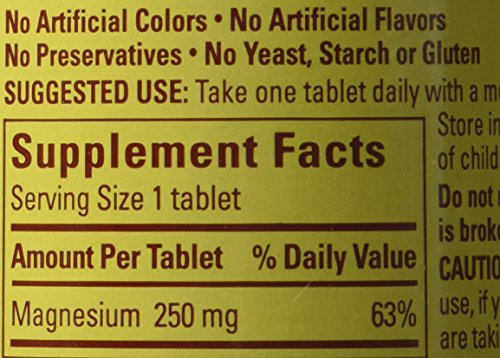 No Artificial Colors • No Artificial Flavors
No Preservatives • No Yeast, Starch or Gluten
SUGGESTED USE: Take one tablet daily with a
Supplement Facts
Serving Size 1 tablet
Amount Per Tablet % Daily Value
Magnesium 250 mg 63%
Store in
of child
Do not
is broke
CAUTIO
use, if y
are taki